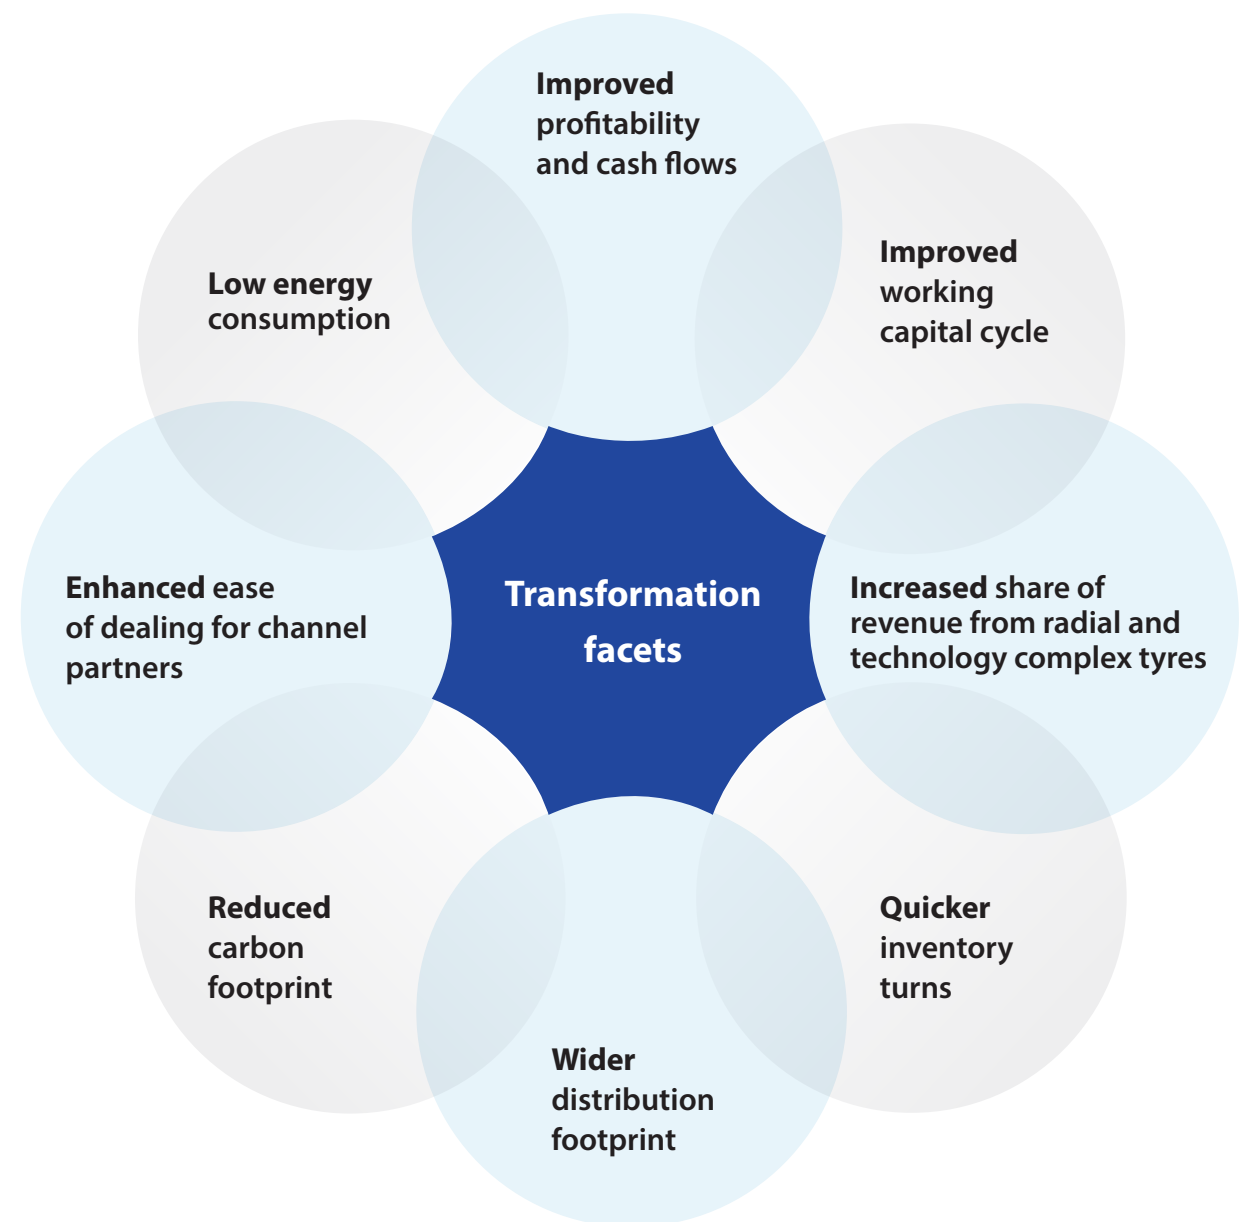 Improved
profitability
and cash flows
Improved
working
capital cycle
Low energy
consumption
Enhanced ease
of dealing for channel
partners
Transformation
facets
Increased share of
revenue from radial and
technology complex tyres
Reduced
carbon
footprint
Quicker
inventory
turns
Wider
distribution
footprint